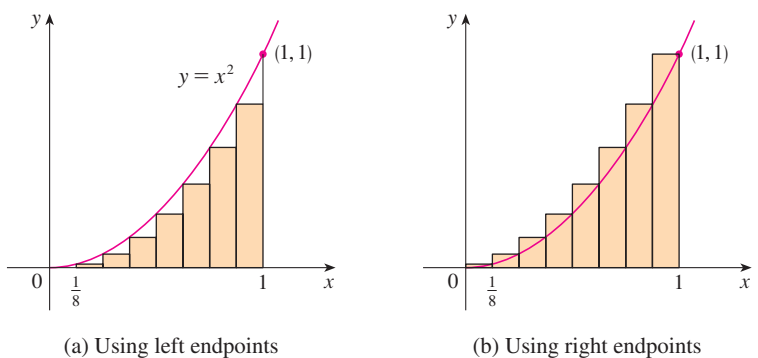 y
(1, 1)
y = x²
0
1/8
1
x
(a) Using left endpoints
y
(1, 1)
0
1/8
1
x
(b) Using right endpoints